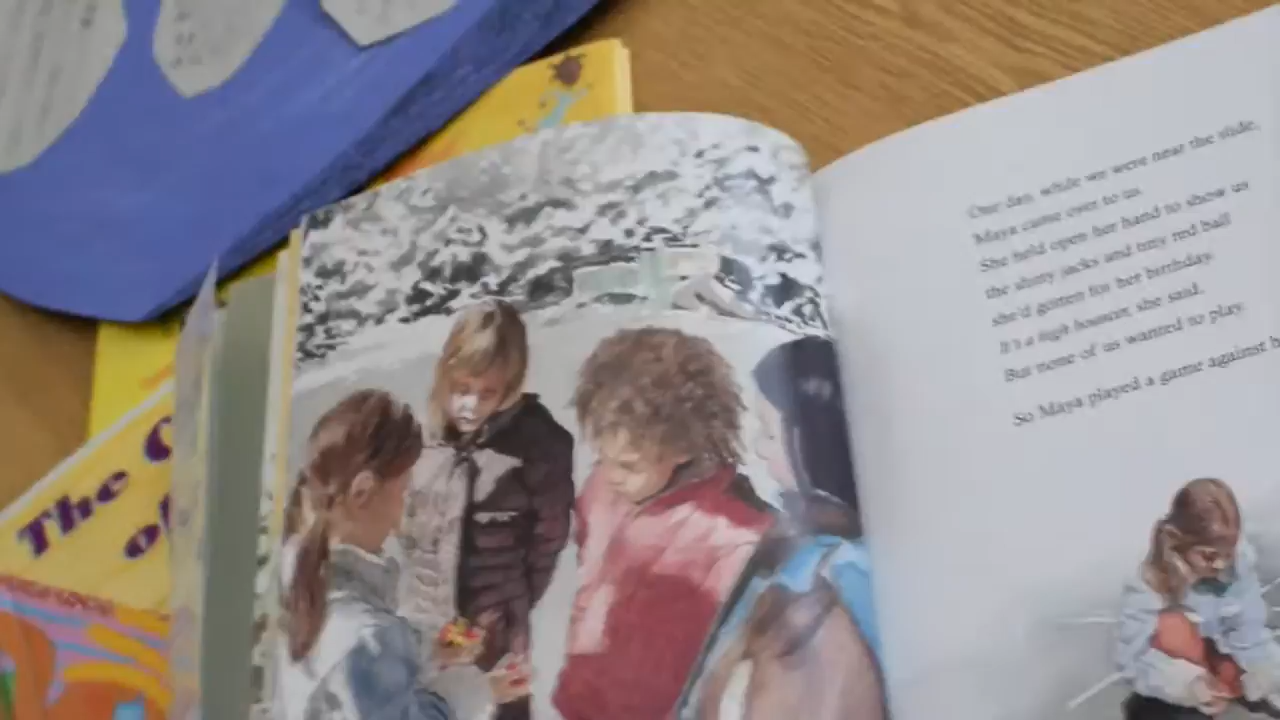 The
One day, while we were near the slide,
Maya came over to us.
She held open her hand to show us
the shiny jacks and tiny red ball
she'd gotten for her birthday.
It's a high bouncer, she said.
But none of us wanted to play.
So Maya played a game against